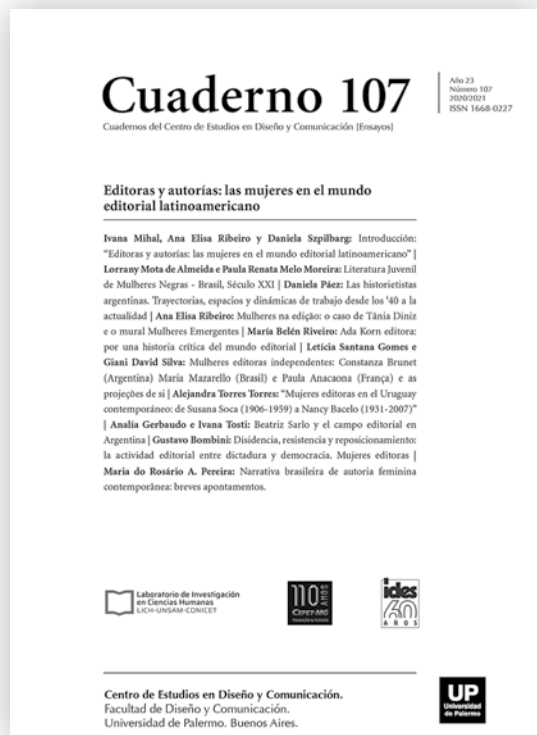 Cuaderno 107
Cuadernos del Centro de Estudios en Diseño y Comunicación [Ensayos]
Año 23
Número 107
2020/2021
ISSN 1668-0227
Editoras y autorías: las mujeres en el mundo
editorial latinoamericano
Ivana Mihal, Ana Elisa Ribeiro y Daniela Szpilbarg: Introducción:
“Editoras y autorías: las mujeres en el mundo editorial latinoamericano” |
Lorrany Mota de Almeida e Paula Renata Melo Moreira: Literatura Juvenil
de Mulheres Negras - Brasil, Século XXI | Daniela Páez: Las historietistas
argentinas. Trayectorias, espacios y dinámicas de trabajo desde los ‘40 a la
actualidad | Ana Elisa Ribeiro: Mulheres na edição: o caso de Tânia Diniz
e o mural Mulheres Emergentes | María Belén Riveiro: Ada Korn editora:
por una historia crítica del mundo editorial | Letícia Santana Gomes e
Giani David Silva: Mulheres editoras independentes: Constanza Brunet
(Argentina) Maria Mazarello (Brasil) e Paula Anacaona (França) e as
projeções de si | Alejandra Torres Torres: “Mujeres editoras en el Uruguay
contemporáneo: de Susana Soca (1906-1959) a Nancy Bacelo (1931-2007)”
| Analía Gerbaudo e Ivana Tosti: Beatriz Sarlo y el campo editorial en
Argentina | Gustavo Bombini: Disidencia, resistencia y reposicionamiento:
la actividad editorial entre dictadura y democracia. Mujeres editoras |
Maria do Rosário A. Pereira: Narrativa brasileira de autoria feminina
contemporânea: breves apontamentos.
Laboratorio de Investigación
en Ciencias Humanas
LICH-UNSAM-CONICET
110 ANOS
CEFET-MG
ides
60
AÑOS
Centro de Estudios en Diseño y Comunicación.
Facultad de Diseño y Comunicación.
Universidad de Palermo. Buenos Aires.
UP
Universidad
de Palermo